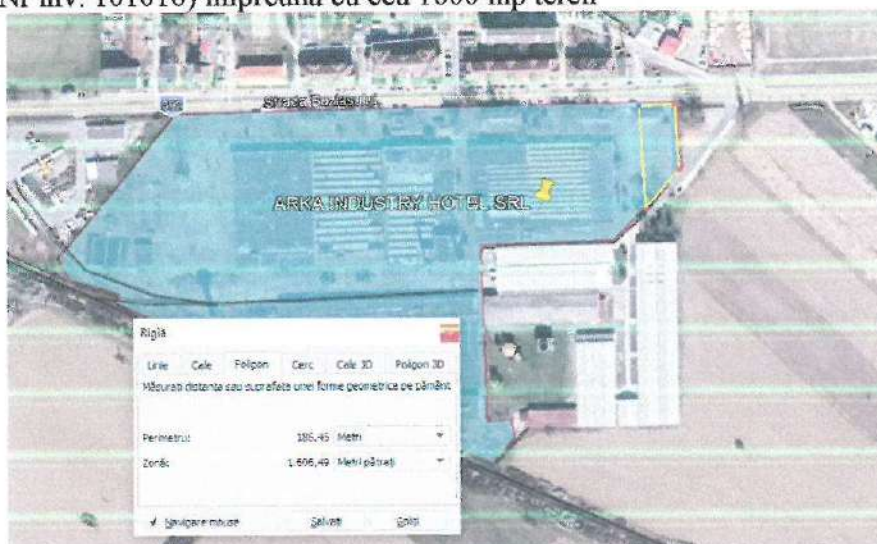 Nr inv. 101016) împreună cu cca 1600 mp teren
Strada Buzăului
ARKA INDUSTRY HOTEL SRL
Riglă
Linie Cale Poligon Cerc Cale 3D Poligon 3D
Măsurați distanța sau suprafața unei forme geometrice pe pământ
Perimetru: 186,45 Metri
Zonă: 1.606,49 Metri pătrați
Navigare mouse Salvați Goliți